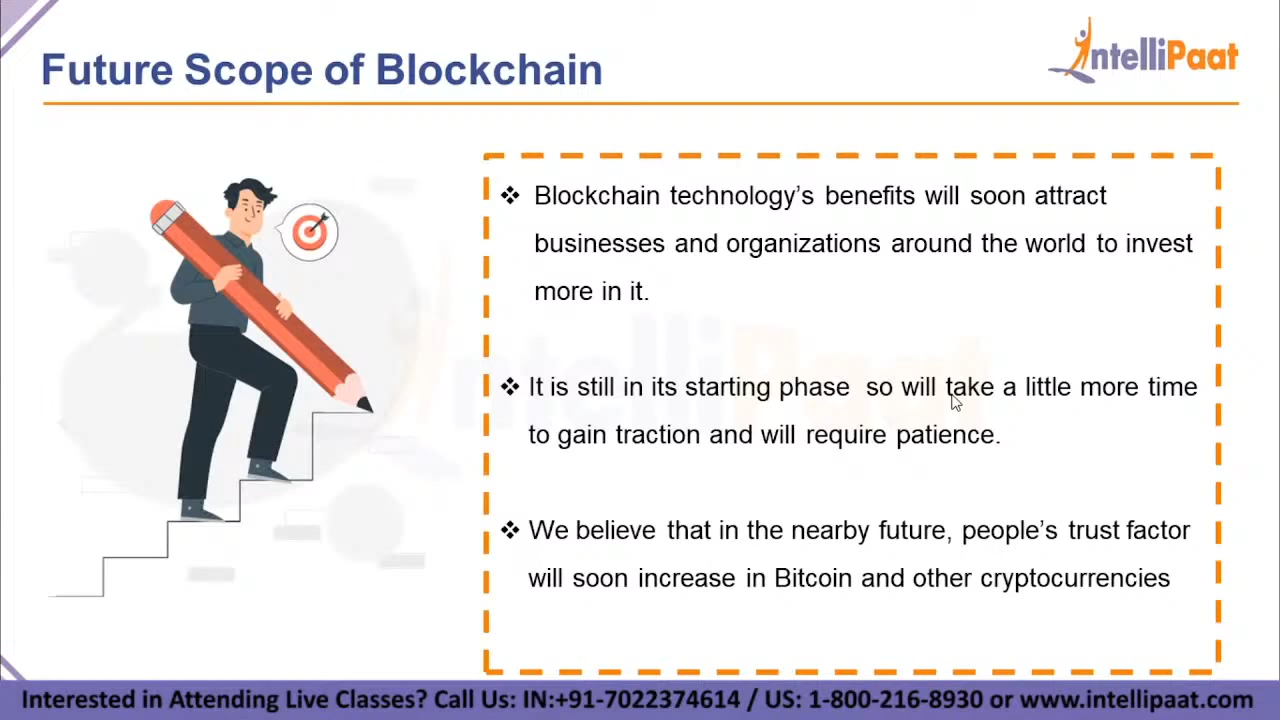 Future Scope of Blockchain
IntelliPaat
❖ Blockchain technology’s benefits will soon attract
businesses and organizations around the world to invest
more in it.
❖ It is still in its starting phase so will take a little more time
to gain traction and will require patience.
❖ We believe that in the nearby future, people’s trust factor
will soon increase in Bitcoin and other cryptocurrencies
IntelliPaat
Interested in Attending Live Classes? Call Us: IN:+91-7022374614 / US: 1-800-216-8930 or www.intellipaat.com